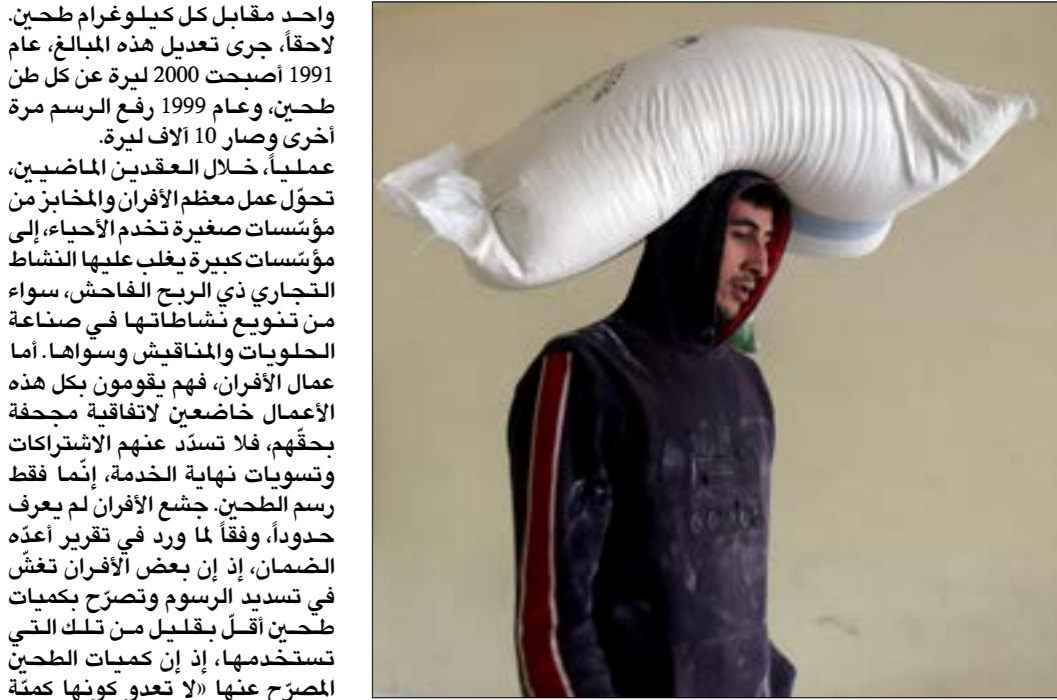 واحد مقابل كل كيلوغرام طحين.
لاحقاً، جرى تعديل هذه المبالغ، عام
1991 أصبحت 2000 ليرة عن كل طن
طحين، وعام 1999 رفع الرسم مرة
أخرى وصار 10 آلاف ليرة.
عملياً، خلال العقدين الماضيين،
تحوّل عمل معظم الأفران والمخابز من
مؤسّسات صغيرة تخدم الأحياء، إلى
مؤسّسات كبيرة يغلب عليها النشاط
التجاري ذي الربح الفاحش، سواء
من تنويع نشاطاتها في صناعة
الحلويات والمناقيش وسواها. أما
عمال الأفران، فهم يقومون بكل هذه
الأعمال خاضعين لاتفاقية مجحفة
بحقّهم، فلا تسدّد عنهم الاشتراكات
وتسويات نهاية الخدمة، إنّما فقط
رسم الطحين. جشع الأفران لم يعرف
حدوداً، وفقاً لما ورد في تقرير أعدّه
الضمان، إذ إن بعض الأفران تغشّ
في تسديد الرسوم وتصرّح بكميات
طحين أقلّ بقليل من تلك التي
تستخدمها، إذ إن كميات الطحين
المصرّح عنها «لا تعدو كونها كميّة